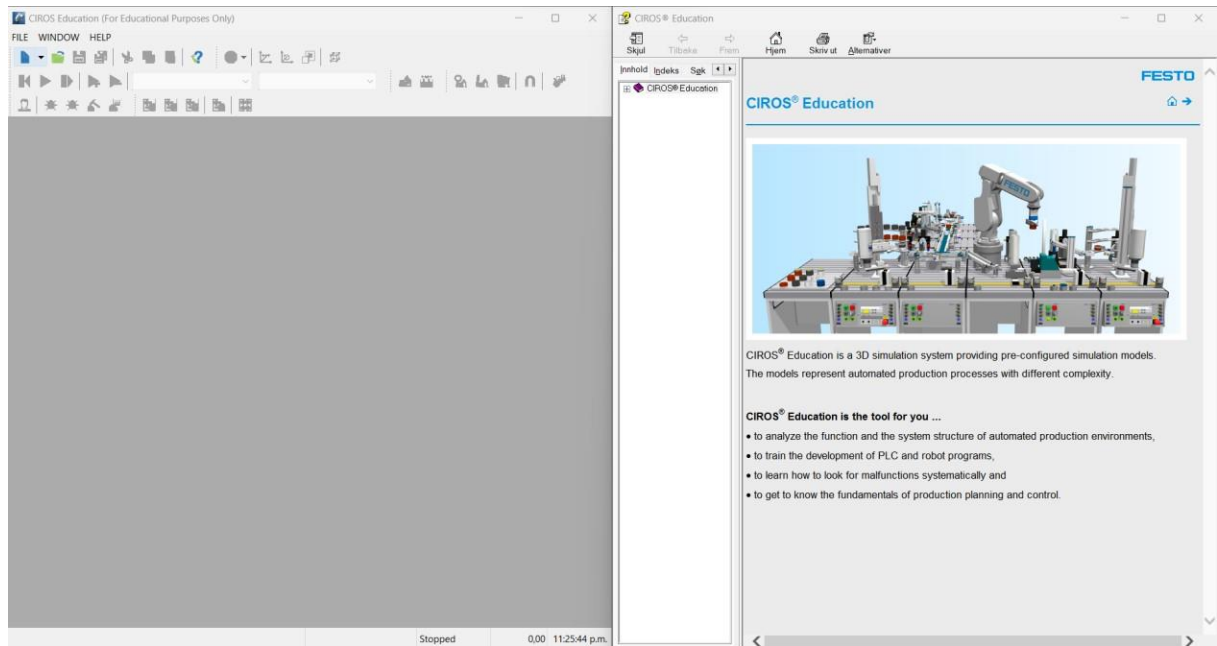 CIROS Education (For Educational Purposes Only)
FILE WINDOW HELP
Stopped 0,00 11:25:44 p.m.
CIROS® Education
Skjul Tilbake Frem Hjem Skriv ut Alternativer
Innhold Indeks Søk
CIROS® Education
FESTO
CIROS® Education
FESTO
CIROS® Education is a 3D simulation system providing pre-configured simulation models.
The models represent automated production processes with different complexity.
CIROS® Education is the tool for you ...
• to analyze the function and the system structure of automated production environments,
• to train the development of PLC and robot programs,
• to learn how to look for malfunctions systematically and
• to get to know the fundamentals of production planning and control.